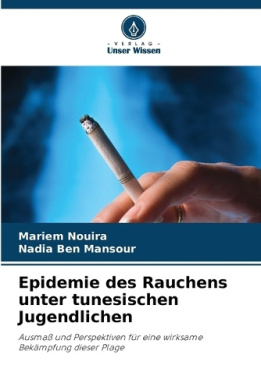 - VERLAG -
Unser Wissen
Mariem Nouira
Nadia Ben Mansour
Epidemie des Rauchens
unter tunesischen
Jugendlichen
Ausmaß und Perspektiven für eine wirksame
Bekämpfung dieser Plage